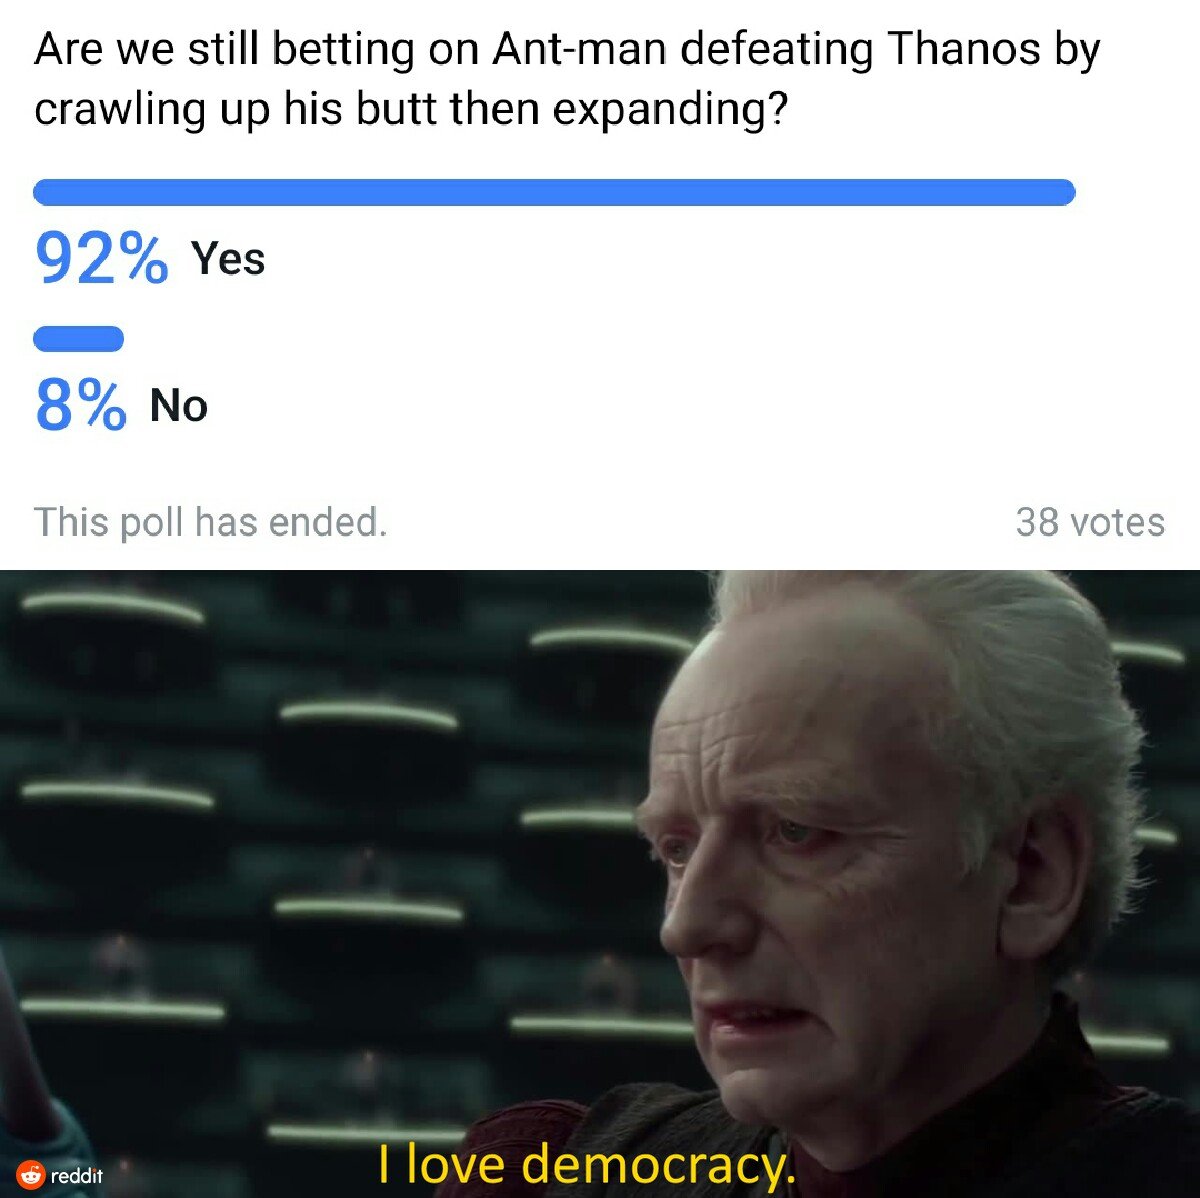 Are we still betting on Ant-man defeating Thanos by
crawling up his butt then expanding?
92% Yes
8% No
This poll has ended. 38 votes
I love democracy.
reddit